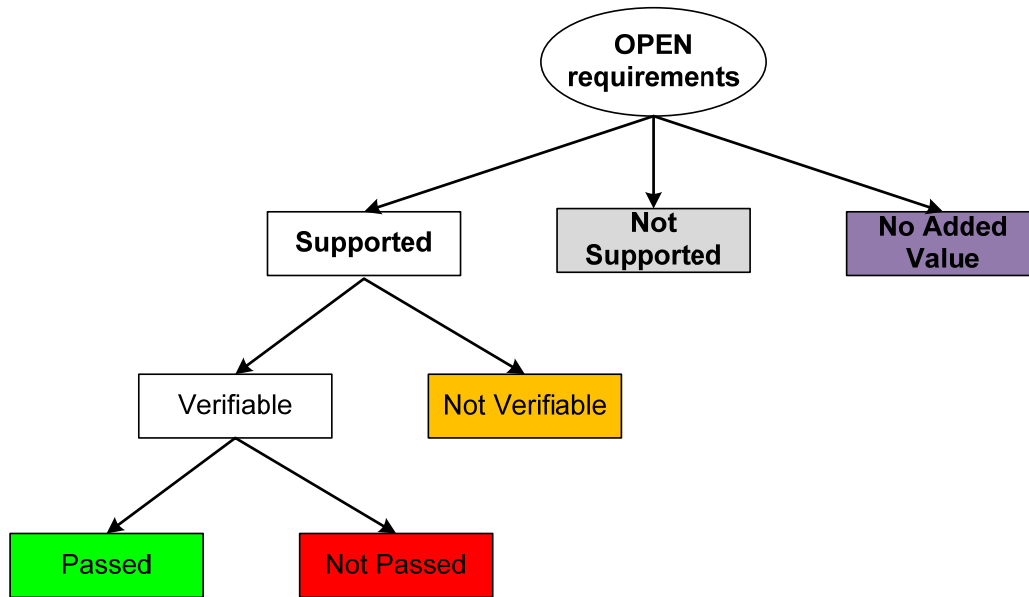 OPEN
requirements
Supported
Not
Supported
No Added
Value
Verifiable
Not Verifiable
Passed
Not Passed